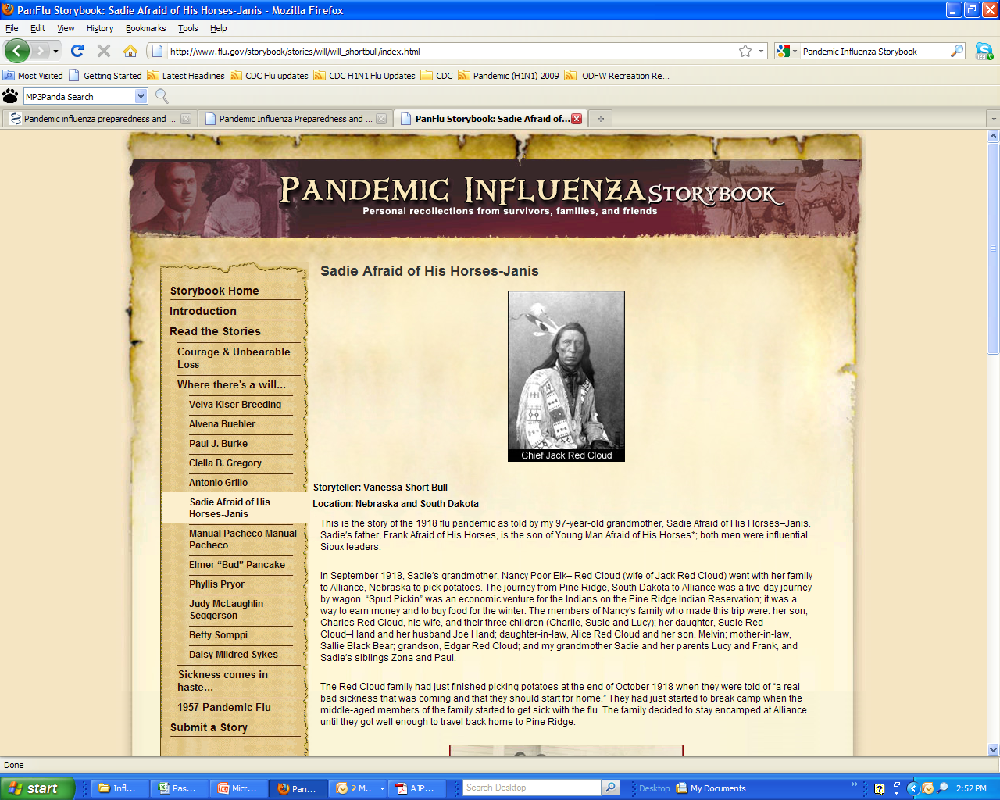 PanFlu Storybook: Sadie Afraid of His Horses-Janis - Mozilla Firefox
File Edit View History Bookmarks Tools Help
http://www.flu.gov/storybook/stories/will/will_shortbull/index.html
Pandemic Influenza Storybook
Most Visited Getting Started Latest Headlines CDC Flu updates CDC H1N1 Flu Updates CDC Pandemic (H1N1) 2009 ODFW Recreation Re...
MP3Panda Search
Pandemic influenza preparedness and ... Pandemic Influenza Preparedness and ... PanFlu Storybook: Sadie Afraid of...
PANDEMIC INFLUENZA STORYBOOK
Personal recollections from survivors, families, and friends
Storybook Home
Introduction
Read the Stories
Courage & Unbearable
Loss
Where there's a will...
Velva Kiser Breeding
Alvena Buehler
Paul J. Burke
Clella B. Gregory
Antonio Grillo
Sadie Afraid of His
Horses-Janis
Manual Pacheco Manual
Pacheco
Elmer “Bud” Pancake
Phyllis Pryor
Judy McLaughlin
Seggerson
Betty Somppi
Daisy Mildred Sykes
Sickness comes in
haste...
1957 Pandemic Flu
Submit a Story
Sadie Afraid of His Horses-Janis
Chief Jack Red Cloud
Storyteller: Vanessa Short Bull
Location: Nebraska and South Dakota
This is the story of the 1918 flu pandemic as told by my 97-year-old grandmother, Sadie Afraid of His Horses–Janis.
Sadie's father, Frank Afraid of His Horses, is the son of Young Man Afraid of His Horses*; both men were influential
Sioux leaders.
In September 1918, Sadie's grandmother, Nancy Poor Elk– Red Cloud (wife of Jack Red Cloud) went with her family
to Alliance, Nebraska to pick potatoes. The journey from Pine Ridge, South Dakota to Alliance was a five-day journey
by wagon. “Spud Pickin” was an economic venture for the Indians on the Pine Ridge Indian Reservation; it was a
way to earn money and to buy food for the winter. The members of Nancy's family who made this trip were: her son,
Charles Red Cloud, his wife, and their three children (Charlie, Susie and Lucy); her daughter, Susie Red
Cloud–Hand and her husband Joe Hand; daughter-in-law, Alice Red Cloud and her son, Melvin; mother-in-law,
Sallie Black Bear; grandson, Edgar Red Cloud; and my grandmother Sadie and her parents Lucy and Frank, and
Sadie's siblings Zona and Paul.
The Red Cloud family had just finished picking potatoes at the end of October 1918 when they were told of “a real
bad sickness that was coming and that they should start for home.” They had just started to break camp when the
middle-aged members of the family started to get sick with the flu. The family decided to stay encamped at Alliance
until they got well enough to travel back home to Pine Ridge.
Done
start Infl... Pas... Micr... Pan... 2 M... AJP... Search Desktop Desktop My Documents 2:52 PM